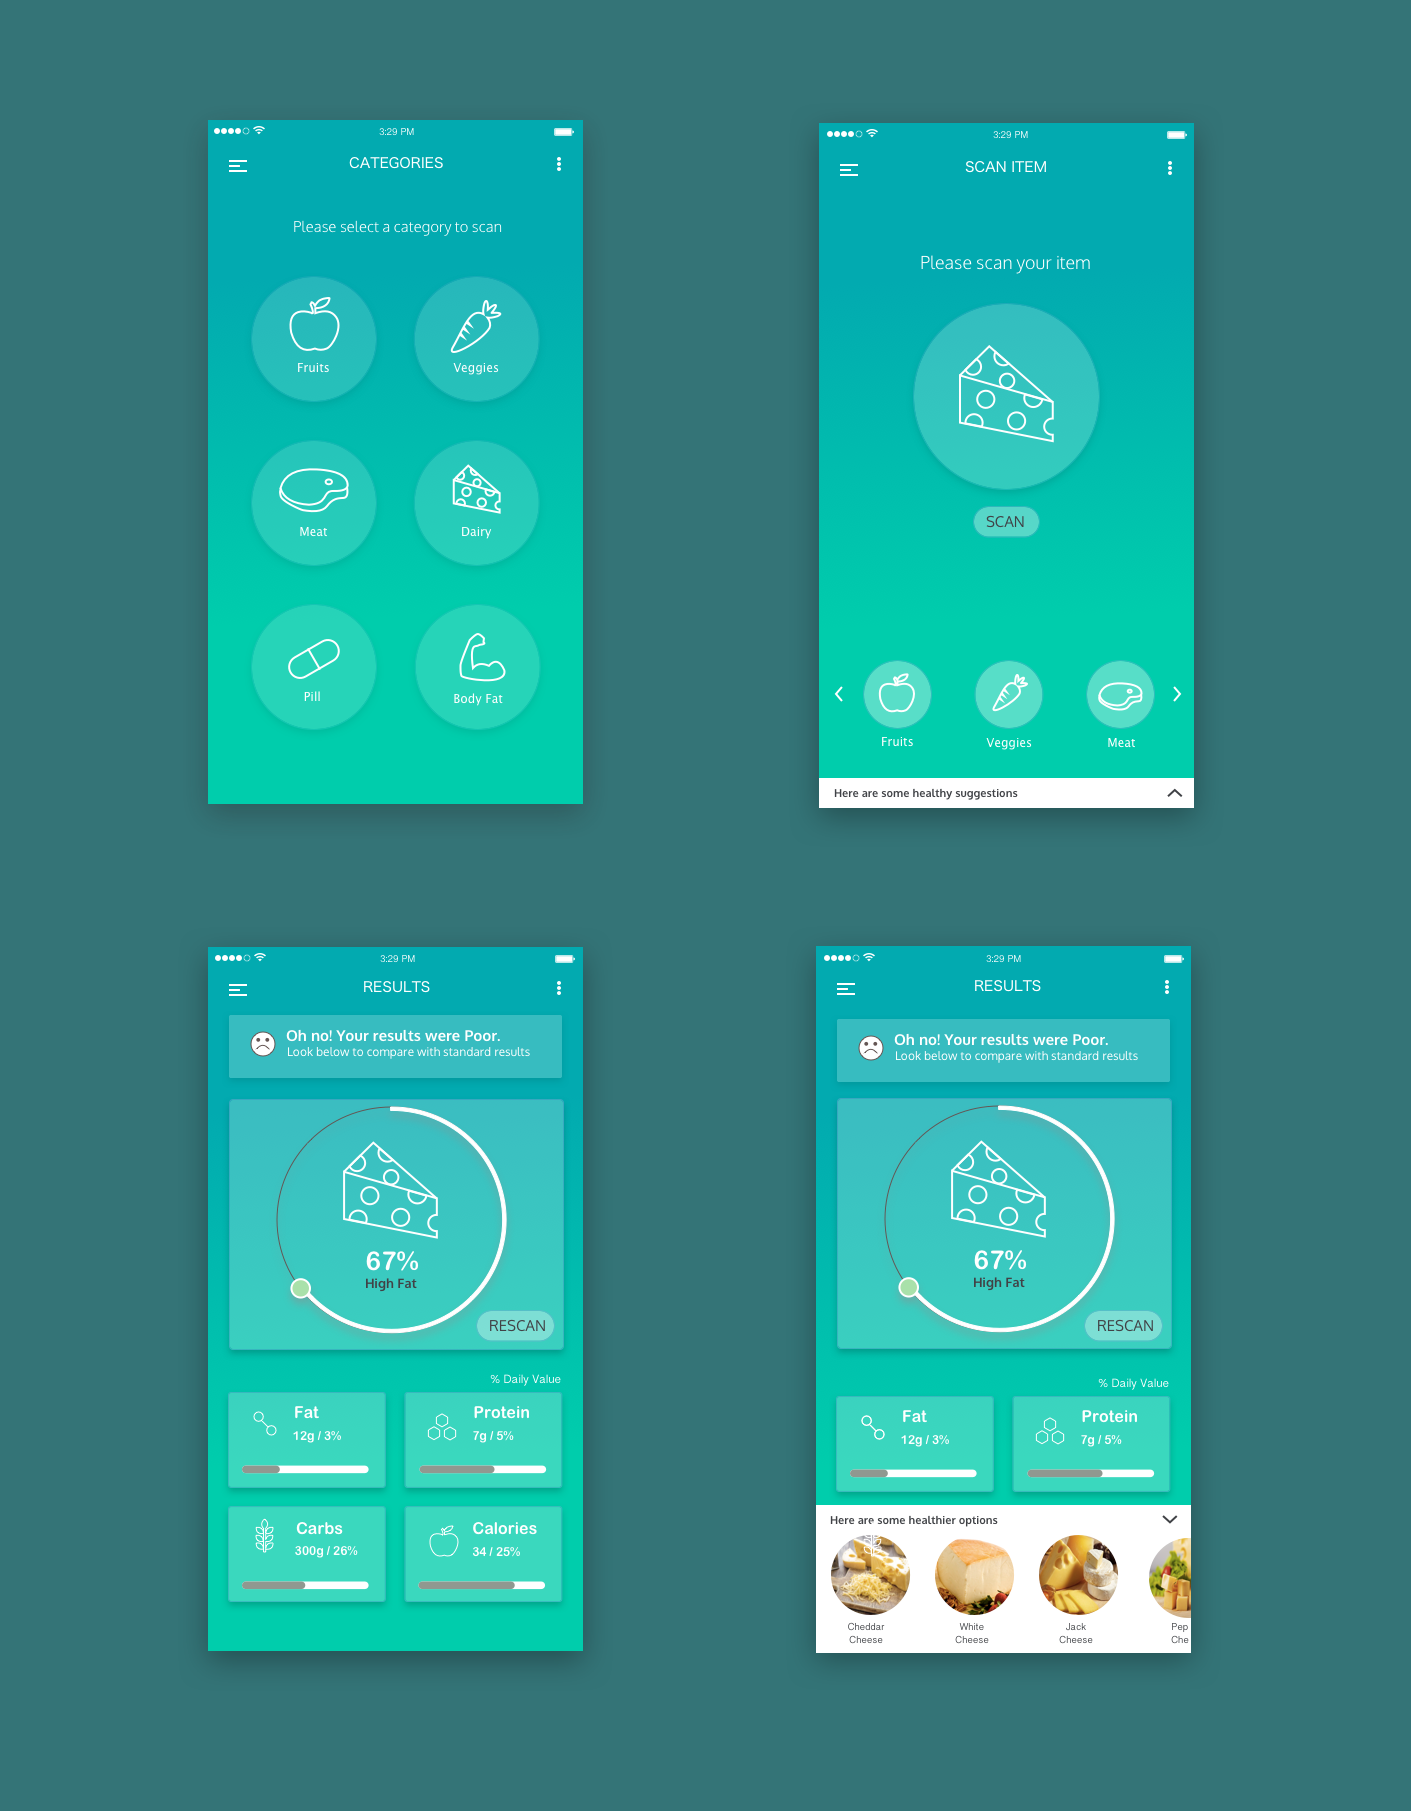 3:29 PM
CATEGORIES
Please select a category to scan
Fruits
Veggies
Meat
Dairy
Pill
Body Fat
3:29 PM
SCAN ITEM
Please scan your item
SCAN
Fruits
Veggies
Meat
Here are some healthy suggestions
3:29 PM
RESULTS
Oh no! Your results were Poor.
Look below to compare with standard results
67%
High Fat
RESCAN
% Daily Value
Fat
12g / 3%
Protein
7g / 5%
Carbs
300g / 26%
Calories
34 / 25%
3:29 PM
RESULTS
Oh no! Your results were Poor.
Look below to compare with standard results
67%
High Fat
RESCAN
% Daily Value
Fat
12g / 3%
Protein
7g / 5%
Here are some healthier options
Cheddar
Cheese
White
Cheese
Jack
Cheese
Pep
Che